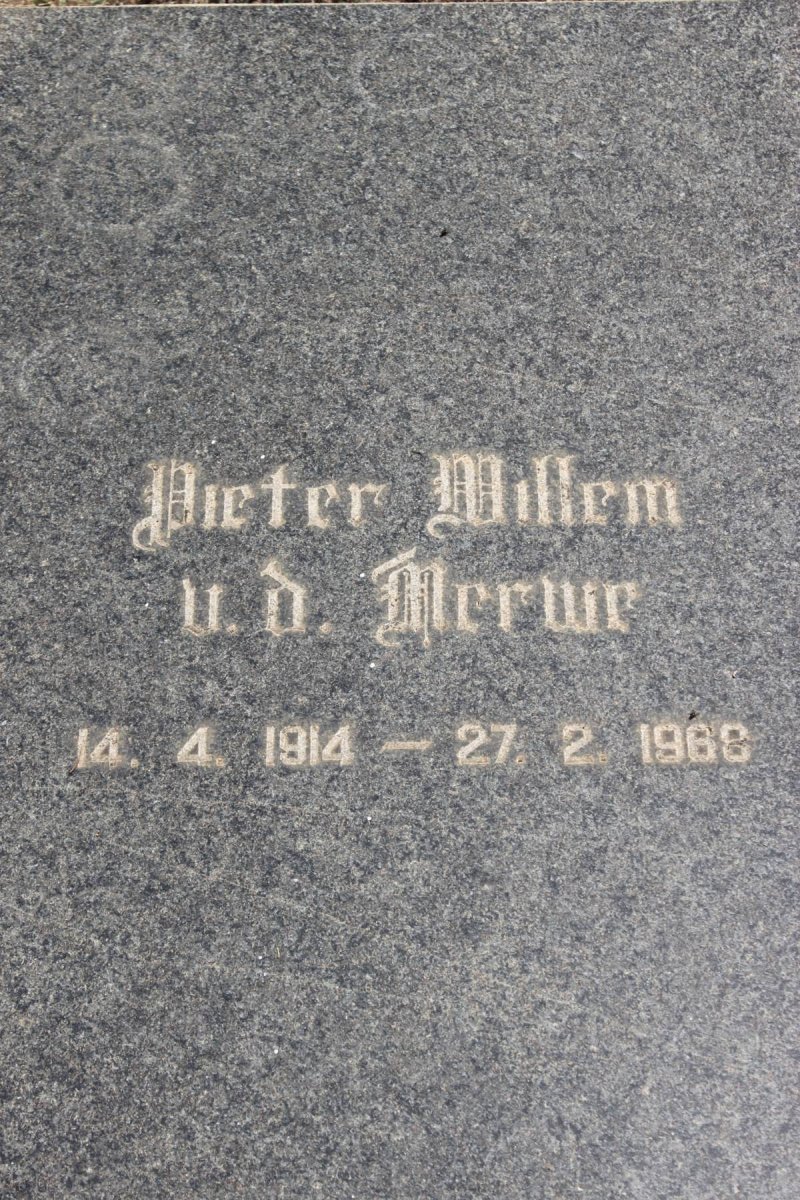 Pieter Willem
v. d. Merwe
14. 4. 1914 – 27. 2. 1968